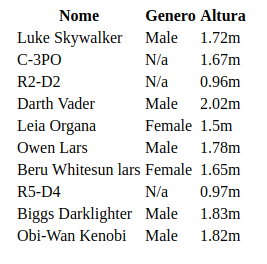 Nome Genero Altura
Luke Skywalker Male 1.72m
C-3PO N/a 1.67m
R2-D2 N/a 0.96m
Darth Vader Male 2.02m
Leia Organa Female 1.5m
Owen Lars Male 1.78m
Beru Whitesun lars Female 1.65m
R5-D4 N/a 0.97m
Biggs Darklighter Male 1.83m
Obi-Wan Kenobi Male 1.82m